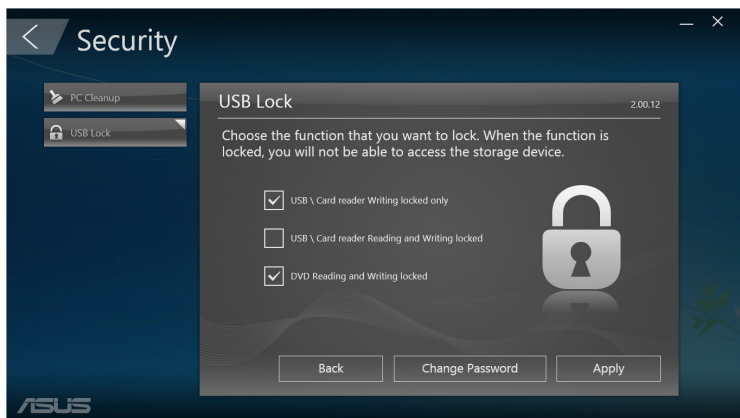 Security
PC Cleanup
USB Lock
USB Lock
2.00.12
Choose the function that you want to lock. When the function is
locked, you will not be able to access the storage device.
USB \ Card reader Writing locked only
USB \ Card reader Reading and Writing locked
DVD Reading and Writing locked
Back
Change Password
Apply
ASUS